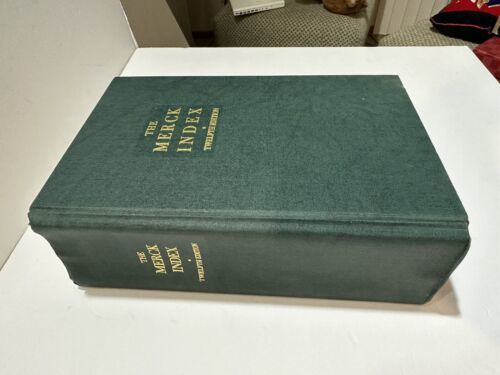 THE
MERCK
INDEX
TWELFTH EDITION
THE
MERCK
INDEX
TWELFTH EDITION